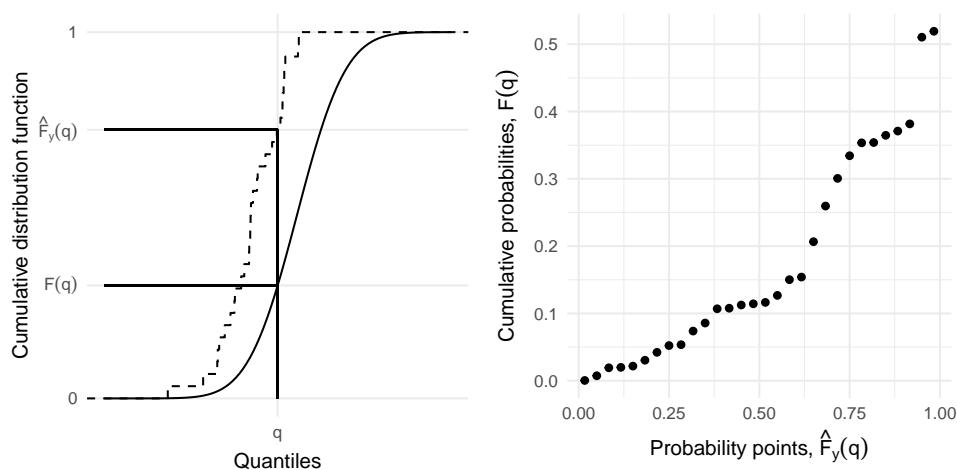 Cumulative distribution function
1
F̂y(q)
F(q)
0
q
Quantiles
Cumulative probabilities, F(q)
0.5
0.4
0.3
0.2
0.1
0.0
0.00 0.25 0.50 0.75 1.00
Probability points, F̂y(q)